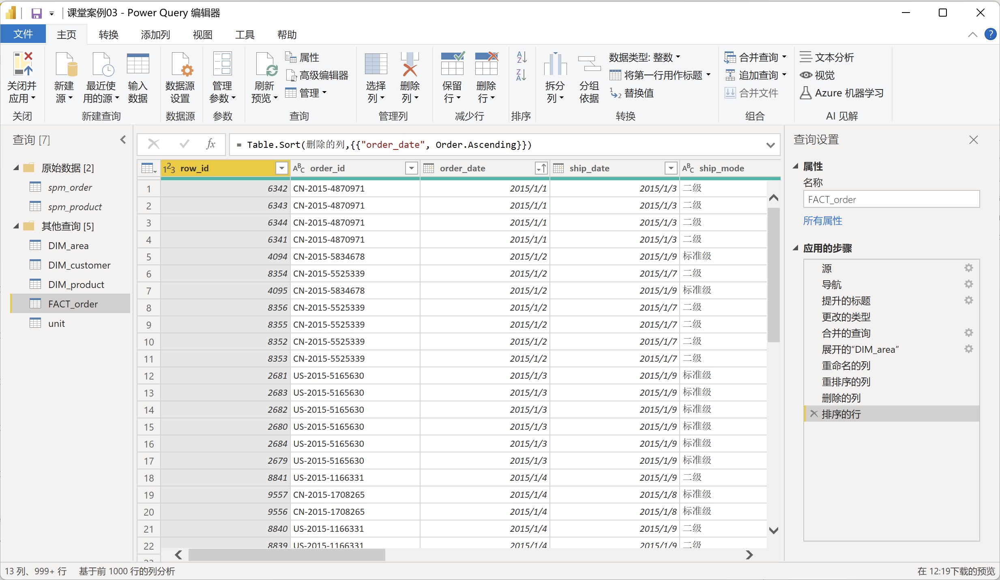 课堂案例03 - Power Query 编辑器
文件 主页 转换 添加列 视图 工具 帮助
关闭并应用
新建源
最近使用的源
输入数据
数据源设置
管理参数
刷新预览
属性
高级编辑器
管理
选择列
删除列
保留行
删除行
拆分列
分组依据
数据类型: 整数
将第一行用作标题
替换值
合并查询
追加查询
合并文件
文本分析
视觉
Azure 机器学习
关闭 新建查询 数据源 参数 查询 管理列 减少行 排序 转换 组合 AI 见解
查询 [7]
原始数据 [2]
spm_order
spm_product
其他查询 [5]
DIM_area
DIM_customer
DIM_product
FACT_order
unit
fx = Table.Sort(删除的列,{{"order_date", Order.Ascending}})
row_id order_id order_date ship_date ship_mode
1 6342 CN-2015-4870971 2015/1/1 2015/1/3 二级
2 6343 CN-2015-4870971 2015/1/1 2015/1/3 二级
3 6344 CN-2015-4870971 2015/1/1 2015/1/3 二级
4 6341 CN-2015-4870971 2015/1/1 2015/1/3 二级
5 4094 CN-2015-5834678 2015/1/2 2015/1/9 标准级
6 8354 CN-2015-5525339 2015/1/2 2015/1/7 二级
7 4095 CN-2015-5834678 2015/1/2 2015/1/9 标准级
8 8356 CN-2015-5525339 2015/1/2 2015/1/7 二级
9 8355 CN-2015-5525339 2015/1/2 2015/1/7 二级
10 8352 CN-2015-5525339 2015/1/2 2015/1/7 二级
11 8353 CN-2015-5525339 2015/1/2 2015/1/7 二级
12 2681 US-2015-5165630 2015/1/3 2015/1/9 标准级
13 2683 US-2015-5165630 2015/1/3 2015/1/9 标准级
14 2682 US-2015-5165630 2015/1/3 2015/1/9 标准级
15 2680 US-2015-5165630 2015/1/3 2015/1/9 标准级
16 2684 US-2015-5165630 2015/1/3 2015/1/9 标准级
17 2679 US-2015-5165630 2015/1/3 2015/1/9 标准级
18 8841 US-2015-1166331 2015/1/4 2015/1/9 二级
19 9557 CN-2015-1708265 2015/1/4 2015/1/8 标准级
20 9556 CN-2015-1708265 2015/1/4 2015/1/8 标准级
21 8840 US-2015-1166331 2015/1/4 2015/1/9 二级
22 8839 US-2015-1166331 2015/1/4 2015/1/9 二级
查询设置
属性
名称
FACT_order
所有属性
应用的步骤
源
导航
提升的标题
更改的类型
合并的查询
展开的“DIM_area”
重命名的列
重排序的列
删除的列
排序的行
13 列、999+ 行 基于前 1000 行的列分析
在 12:19下载的预览